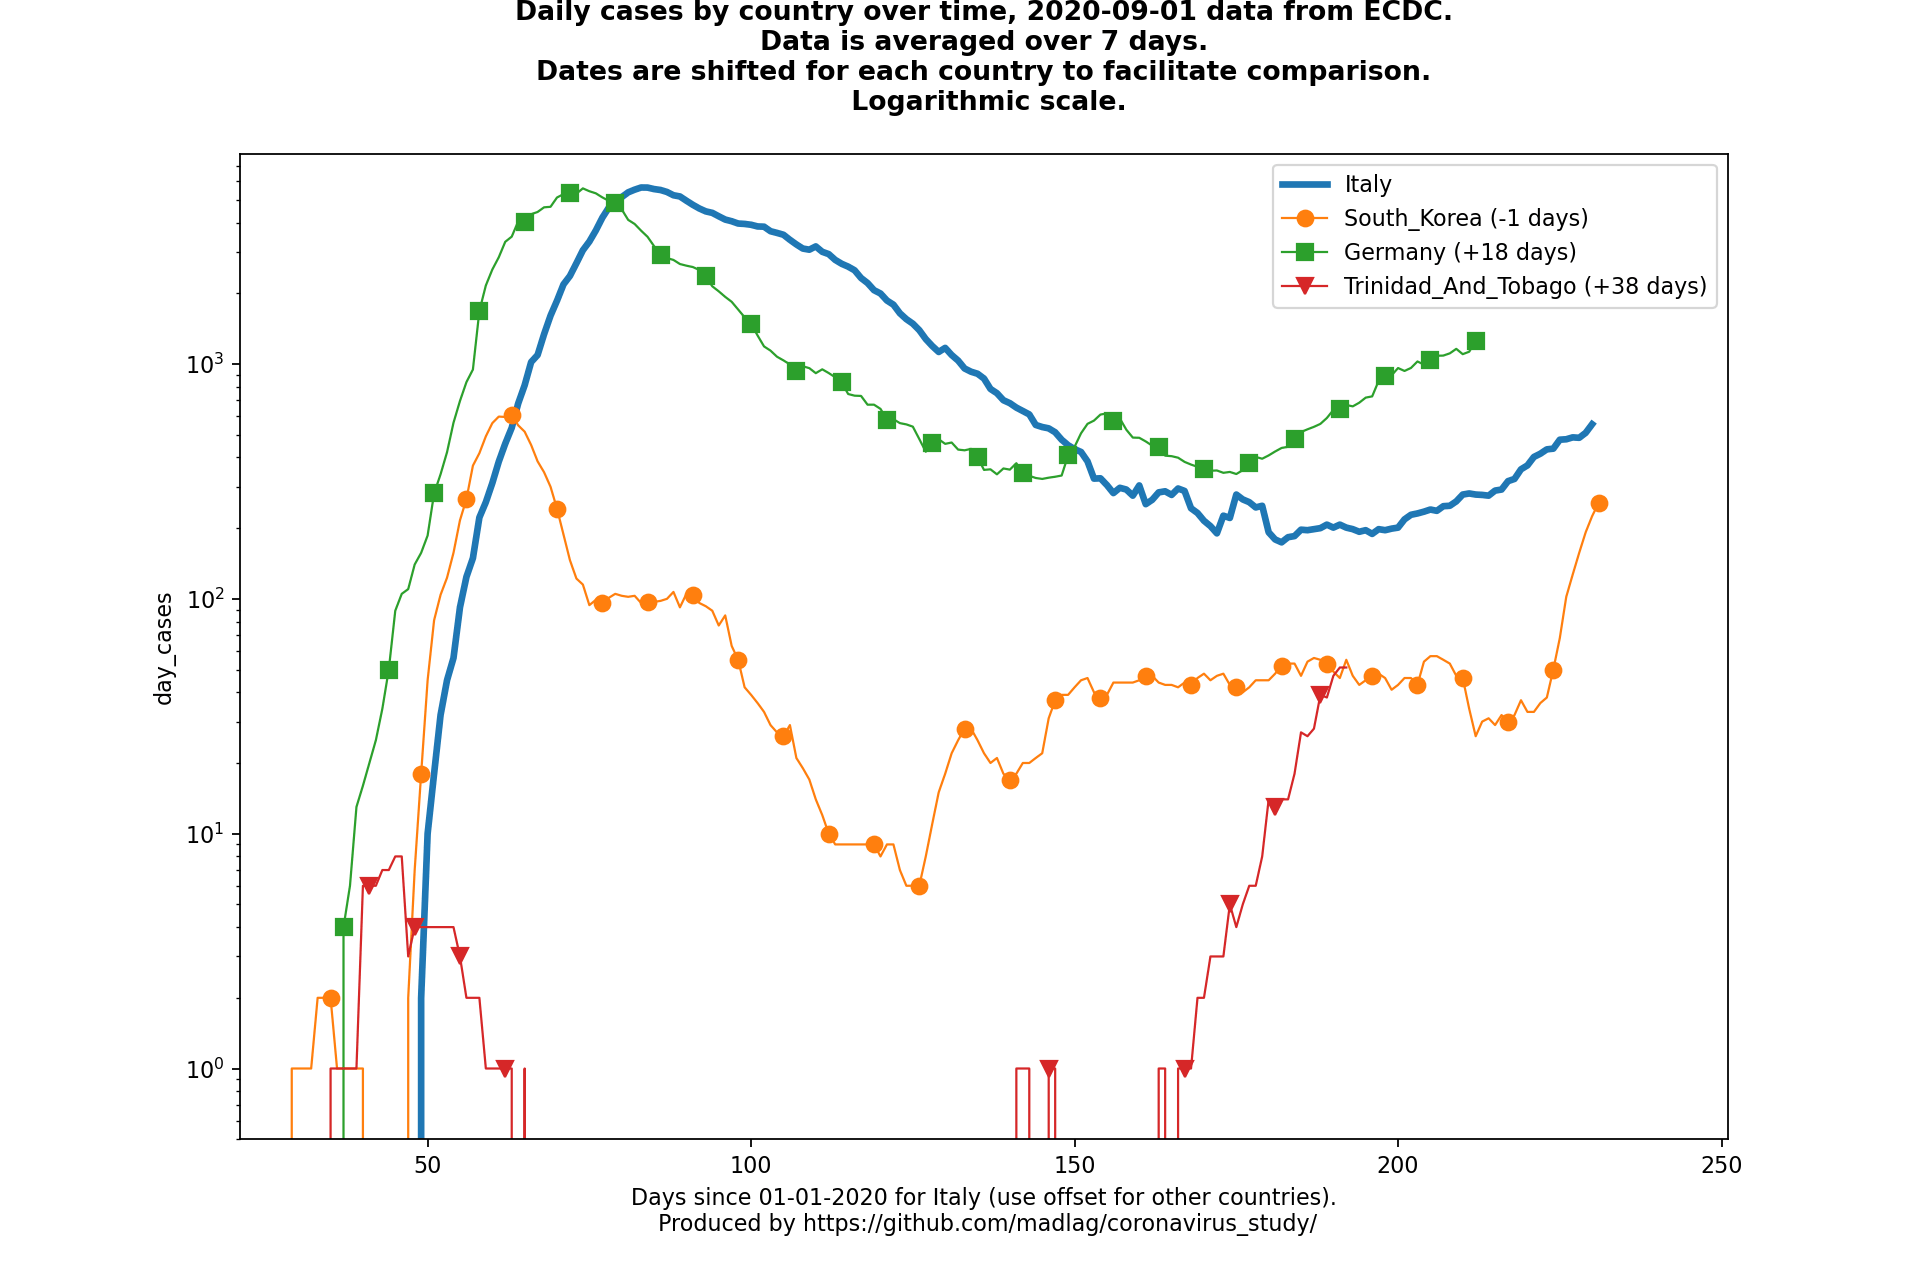 Daily cases by country over time, 2020-09-01 data from ECDC.
Data is averaged over 7 days.
Dates are shifted for each country to facilitate comparison.
Logarithmic scale.
Italy
South_Korea (-1 days)
Germany (+18 days)
Trinidad_And_Tobago (+38 days)
10³
10²
10¹
10⁰
day_cases
50 100 150 200 250
Days since 01-01-2020 for Italy (use offset for other countries).
Produced by https://github.com/madlag/coronavirus_study/